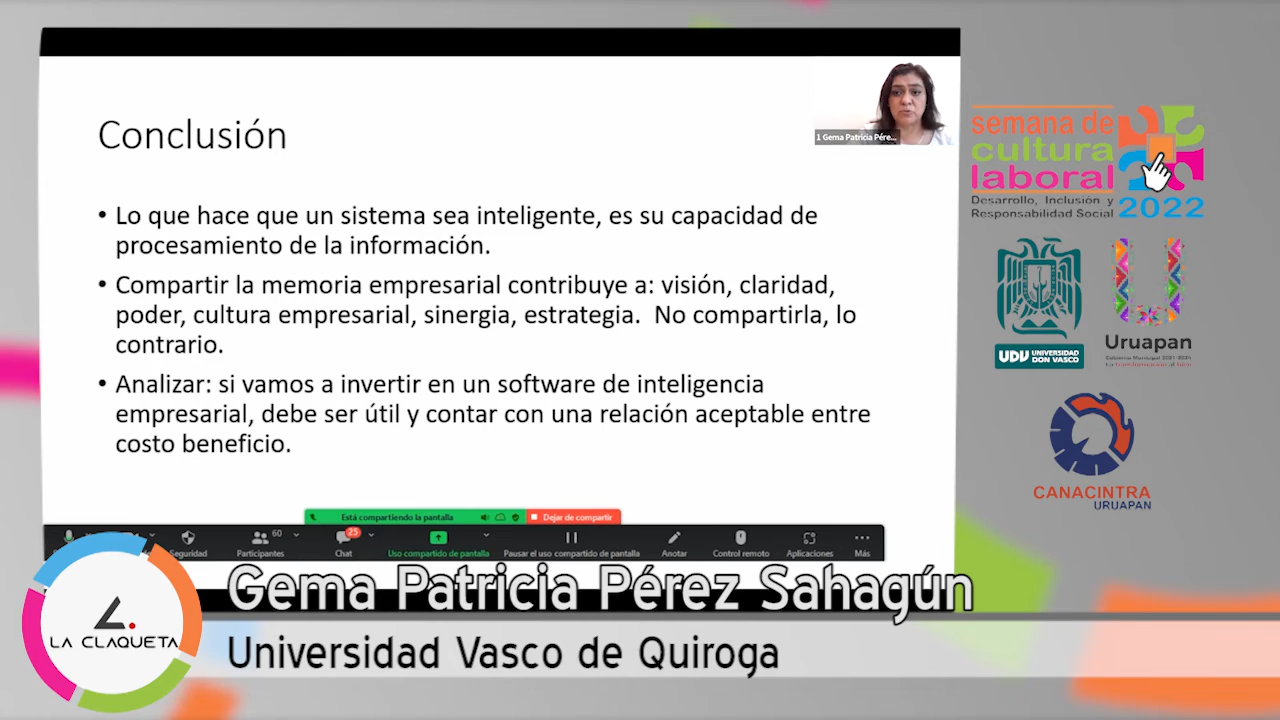 Conclusión
1 Gema Patricia Pére...
• Lo que hace que un sistema sea inteligente, es su capacidad de
procesamiento de la información.
• Compartir la memoria empresarial contribuye a: visión, claridad,
poder, cultura empresarial, sinergia, estrategia. No compartirla, lo
contrario.
• Analizar: si vamos a invertir en un software de inteligencia
empresarial, debe ser útil y contar con una relación aceptable entre
costo beneficio.
semana de
cultura
laboral
Desarrollo, Inclusión y
Responsabilidad Social
2022
UDV UNIVERSIDAD
DON VASCO
Uruapan
Gobierno Municipal 2021-2024
CANACINTRA
URUAPAN
Está compartiendo la pantalla
Dejar de compartir
Seguridad
Participantes
60
Chat
25
Uso compartido de pantalla
Pausar el uso compartido de pantalla
Anotar
Control remoto
Aplicaciones
Más
LA CLAQUETA
Gema Patricia Pérez Sahagún
Universidad Vasco de Quiroga